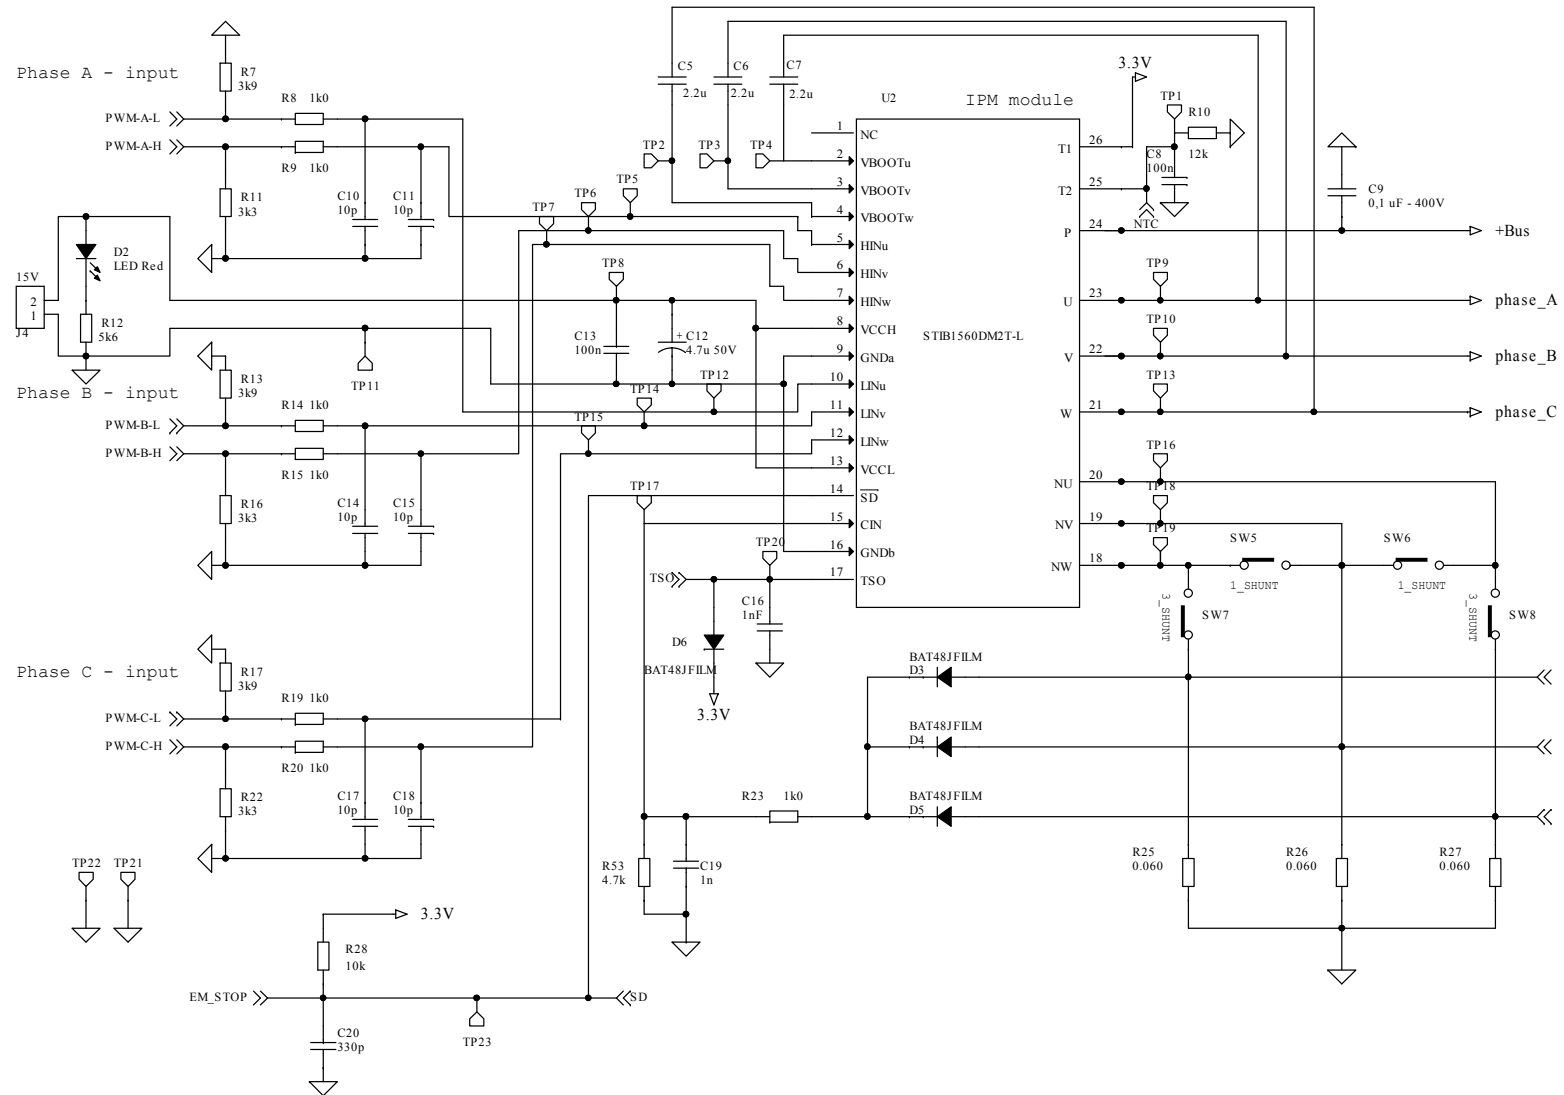 Phase A - input
R7
3k9
R8 1k0
PWM-A-L
PWM-A-H
R9 1k0
R11
3k3
C10
10p
C11
10p
D2
LED Red
15V
2
1
J4
R12
5k6
TP11
Phase B - input
R13
3k9
R14 1k0
PWM-B-L
PWM-B-H
R15 1k0
R16
3k3
C14
10p
C15
10p
Phase C - input
R17
3k9
R19 1k0
PWM-C-L
PWM-C-H
R20 1k0
R22
3k3
C17
10p
C18
10p
TP22
TP21
3.3V
R28
10k
EM_STOP
SD
C20
330p
TP23
C5
2.2u
C6
2.2u
C7
2.2u
TP2
TP3
TP4
TP5
TP6
TP7
TP8
C13
100n
+
C12
4.7u 50V
TP12
TP14
TP15
TP17
TP20
TSO
C16
1nF
D6
BAT48JFILM
3.3V
U2
IPM module
STIB1560DM2T-L
1
NC
2
VBOOTu
3
VBOOTv
4
VBOOTw
5
HINu
6
HINv
7
HINw
8
VCCH
9
GNDa
10
LINu
11
LINv
12
LINw
13
VCCL
14
SD
15
CIN
16
GNDb
17
TSO
T1
26
T2
25
P
24
U
23
V
22
W
21
NU
20
NV
19
NW
18
3.3V
TP1
R10
12k
C8
100n
NTC
C9
0,1 uF - 400V
+Bus
TP9
phase_A
TP10
phase_B
TP13
phase_C
TP16
TP18
TP19
SW5
1_SHUNT
SW6
1_SHUNT
3_SHUNT
SW7
3_SHUNT
SW8
BAT48JFILM
D3
BAT48JFILM
D4
BAT48JFILM
D5
R23 1k0
R53
4.7k
C19
1n
R25
0.060
R26
0.060
R27
0.060